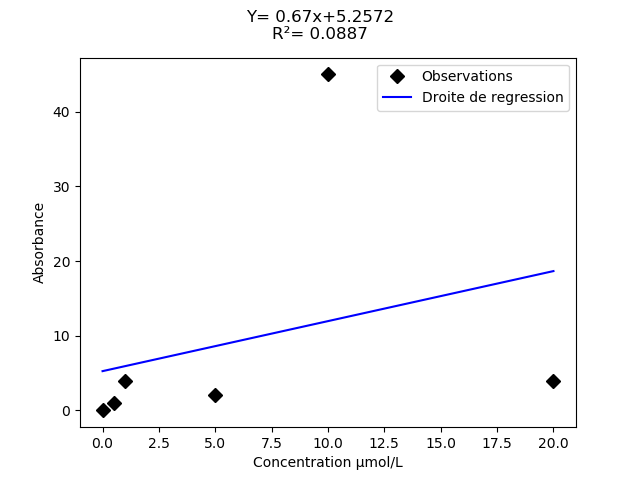 Y= 0.67x+5.2572
R²= 0.0887
Observations
Droite de regression
Absorbance
40
30
20
10
0
0.0 2.5 5.0 7.5 10.0 12.5 15.0 17.5 20.0
Concentration µmol/L